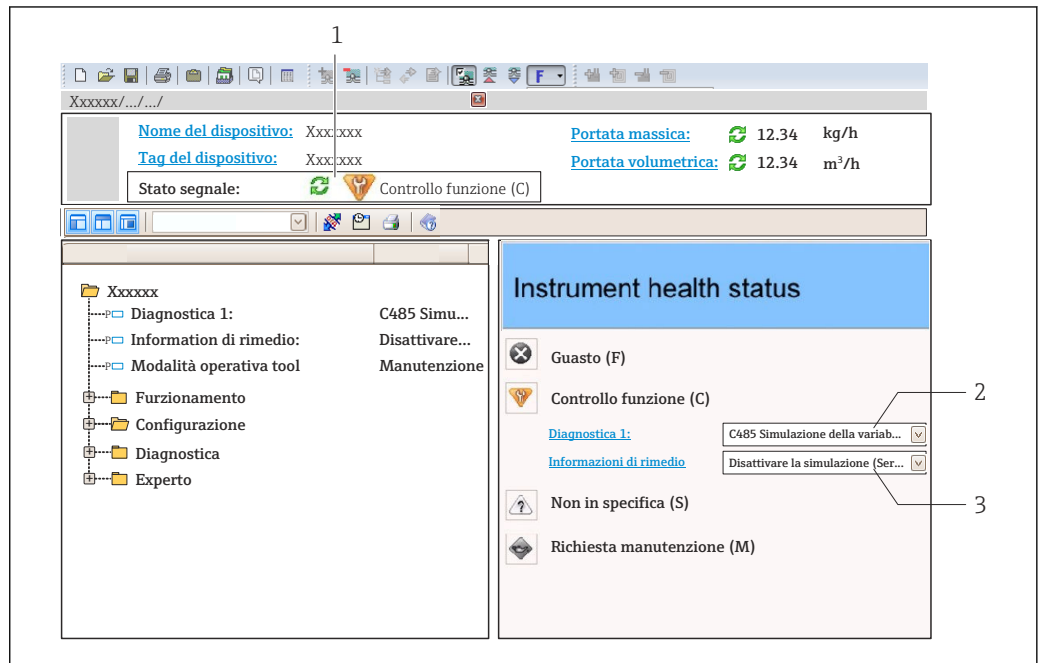 1
F
Xxxxxx/.../.../
Nome del dispositivo: Xxxxxxx
Portata massica: 12.34 kg/h
Tag del dispositivo: Xxxxxxx
Portata volumetrica: 12.34 m³/h
Stato segnale: Controllo funzione (C)
Xxxxxx
P Diagnostica 1: C485 Simu...
P Information di rimedio: Disattivare...
P Modalità operativa tool Manutenzione
Furzionamento
Configurazione
Diagnostica
Experto
Instrument health status
Guasto (F)
Controllo funzione (C)
2
Diagnostica 1: C485 Simulazione della variab...
Informazioni di rimedio Disattivare la simulazione (Ser...
3
Non in specifica (S)
Richiesta manutenzione (M)